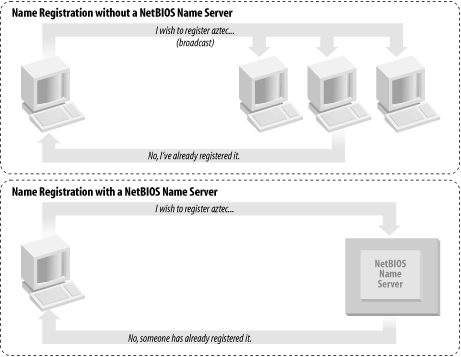 Name Registration without a NetBIOS Name Server
I wish to register aztec...
(broadcast)
No, I've already registered it.
Name Registration with a NetBIOS Name Server
I wish to register aztec...
NetBIOS
Name
Server
No, someone has already registered it.